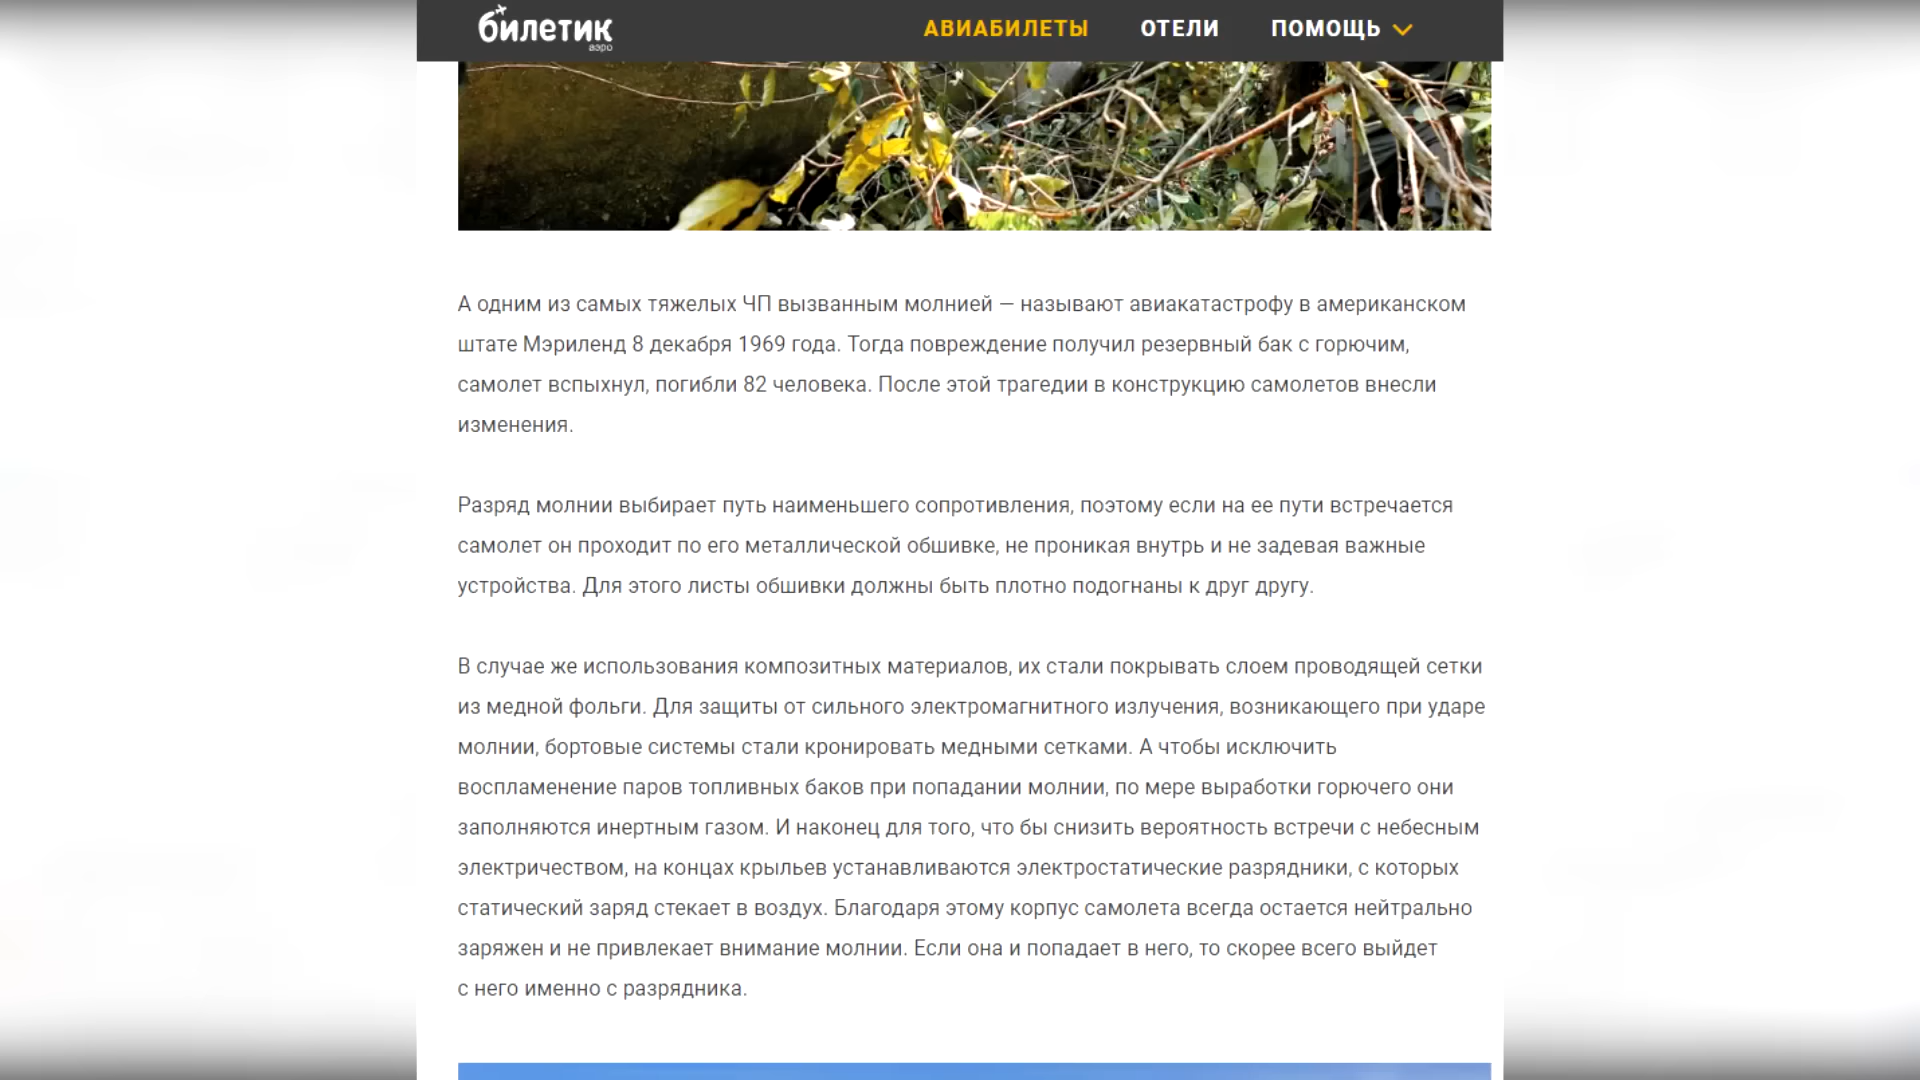 билетик
аэро
АВИАБИЛЕТЫ
ОТЕЛИ
ПОМОЩЬ
А одним из самых тяжелых ЧП вызванным молнией — называют авиакатастрофу в американском
штате Мэриленд 8 декабря 1969 года. Тогда повреждение получил резервный бак с горючим,
самолет вспыхнул, погибли 82 человека. После этой трагедии в конструкцию самолетов внесли
изменения.
Разряд молнии выбирает путь наименьшего сопротивления, поэтому если на ее пути встречается
самолет он проходит по его металлической обшивке, не проникая внутрь и не задевая важные
устройства. Для этого листы обшивки должны быть плотно подогнаны к друг другу.
В случае же использования композитных материалов, их стали покрывать слоем проводящей сетки
из медной фольги. Для защиты от сильного электромагнитного излучения, возникающего при ударе
молнии, бортовые системы стали кронировать медными сетками. А чтобы исключить
воспламенение паров топливных баков при попадании молнии, по мере выработки горючего они
заполняются инертным газом. И наконец для того, что бы снизить вероятность встречи с небесным
электричеством, на концах крыльев устанавливаются электростатические разрядники, с которых
статический заряд стекает в воздух. Благодаря этому корпус самолета всегда остается нейтрально
заряжен и не привлекает внимание молнии. Если она и попадает в него, то скорее всего выйдет
с него именно с разрядника.